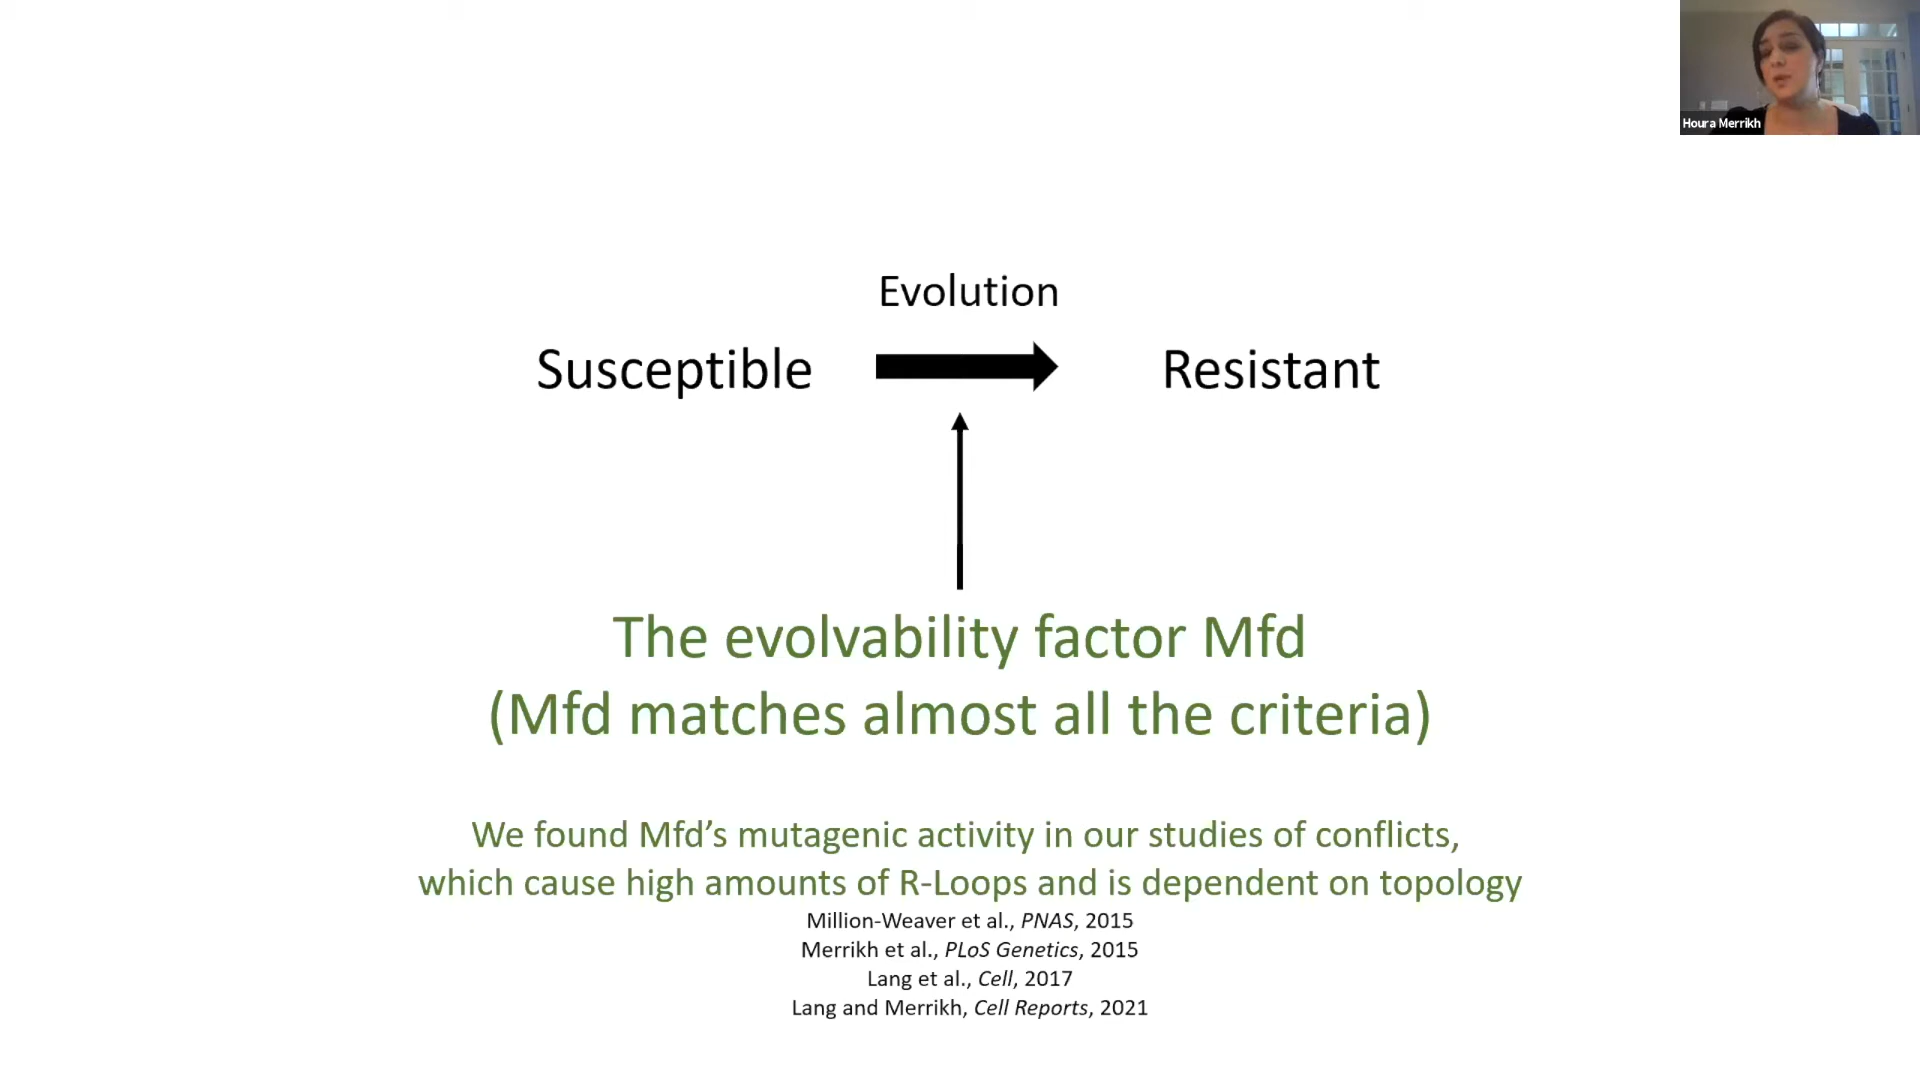 Houra Merrikh
Evolution
Susceptible
Resistant
The evolvability factor Mfd
(Mfd matches almost all the criteria)
We found Mfd’s mutagenic activity in our studies of conflicts,
which cause high amounts of R-Loops and is dependent on topology
Million-Weaver et al., PNAS, 2015
Merrikh et al., PLoS Genetics, 2015
Lang et al., Cell, 2017
Lang and Merrikh, Cell Reports, 2021